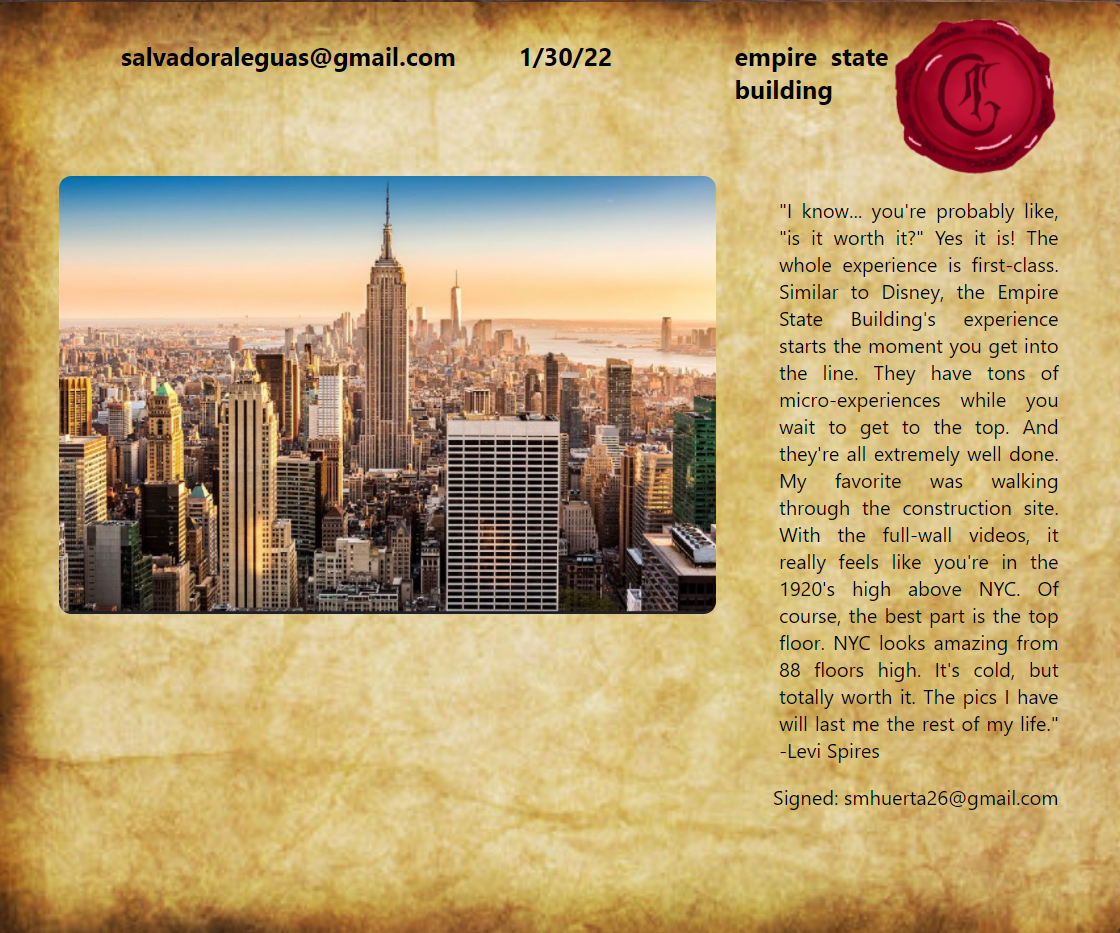 salvadoraleguas@gmail.com
1/30/22
empire state
building
"I know... you're probably like,
"is it worth it?" Yes it is! The
whole experience is first-class.
Similar to Disney, the Empire
State Building's experience
starts the moment you get into
the line. They have tons of
micro-experiences while you
wait to get to the top. And
they're all extremely well done.
My favorite was walking
through the construction site.
With the full-wall videos, it
really feels like you're in the
1920's high above NYC. Of
course, the best part is the top
floor. NYC looks amazing from
88 floors high. It's cold, but
totally worth it. The pics I have
will last me the rest of my life."
-Levi Spires
Signed: smhuerta26@gmail.com